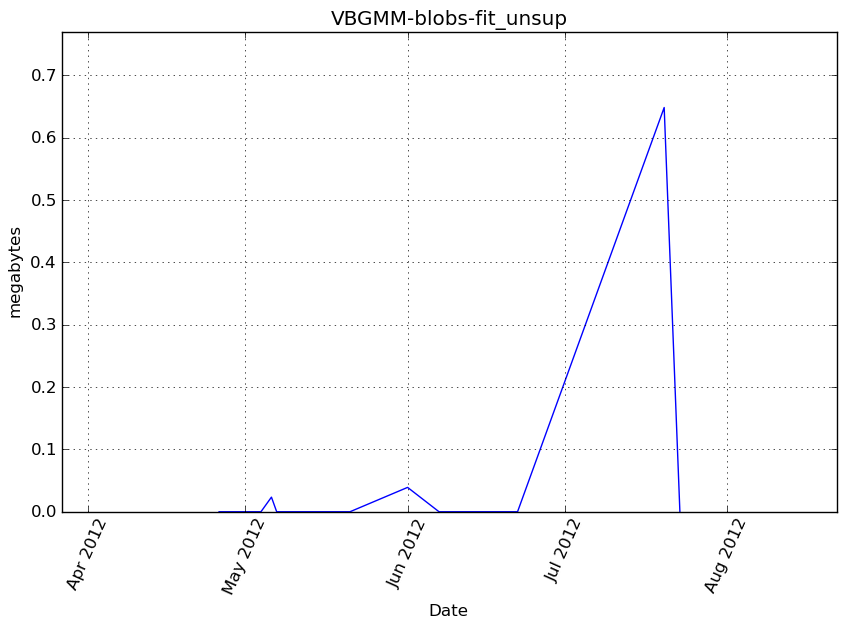 VBGMM-blobs-fit_unsup
megabytes
0.7
0.6
0.5
0.4
0.3
0.2
0.1
0.0
Apr 2012
May 2012
Jun 2012
Jul 2012
Aug 2012
Date